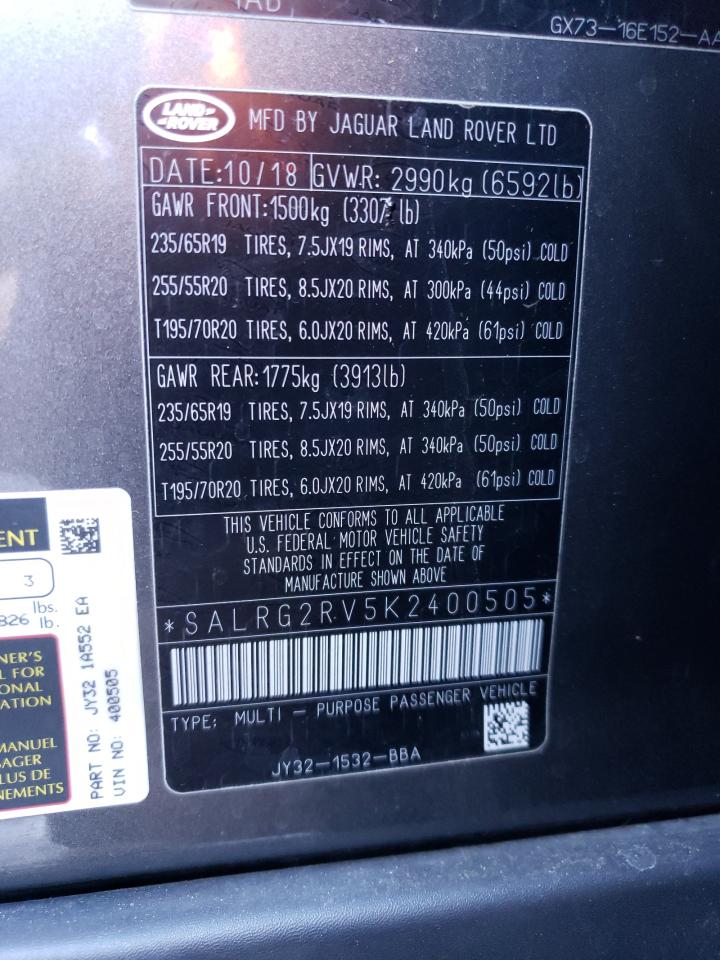 GX73-16E152-AA
LAND ROVER
MFD BY JAGUAR LAND ROVER LTD
DATE:10/18 GVWR: 2990kg (6592lb)
GAWR FRONT:1500kg (3307 lb)
235/65R19 TIRES, 7.5JX19 RIMS, AT 340kPa (50psi) COLD
255/55R20 TIRES, 8.5JX20 RIMS, AT 300kPa (44psi) COLD
T195/70R20 TIRES, 6.0JX20 RIMS, AT 420kPa (61psi) COLD
GAWR REAR:1775kg (3913lb)
235/65R19 TIRES, 7.5JX19 RIMS, AT 340kPa (50psi) COLD
255/55R20 TIRES, 8.5JX20 RIMS, AT 340kPa (50psi) COLD
T195/70R20 TIRES, 6.0JX20 RIMS, AT 420kPa (61psi) COLD
THIS VEHICLE CONFORMS TO ALL APPLICABLE
U.S. FEDERAL MOTOR VEHICLE SAFETY
STANDARDS IN EFFECT ON THE DATE OF
MANUFACTURE SHOWN ABOVE
*SALRG2RV5K2400505*
TYPE: MULTI - PURPOSE PASSENGER VEHICLE
JY32-1532-BBA
ENT
3
lbs.
826 lb.
NER'S
L FOR
ONAL
ATION
MANUEL
AGER
LUS DE
NEMENTS
PART NO: JY32 1A552 EA
VIN NO: 400505